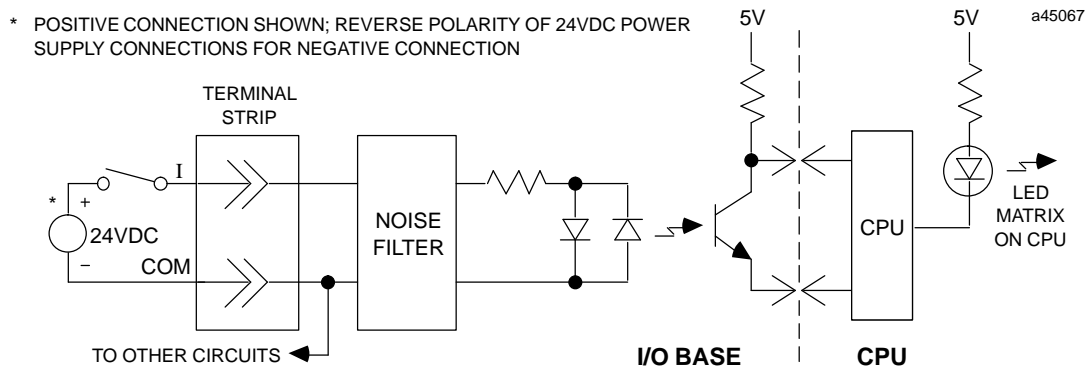 * POSITIVE CONNECTION SHOWN; REVERSE POLARITY OF 24VDC POWER
SUPPLY CONNECTIONS FOR NEGATIVE CONNECTION
5V
5V
a45067
TERMINAL
STRIP
I
*
+
24VDC
−
COM
NOISE
FILTER
CPU
LED
MATRIX
ON CPU
TO OTHER CIRCUITS
I/O BASE
CPU